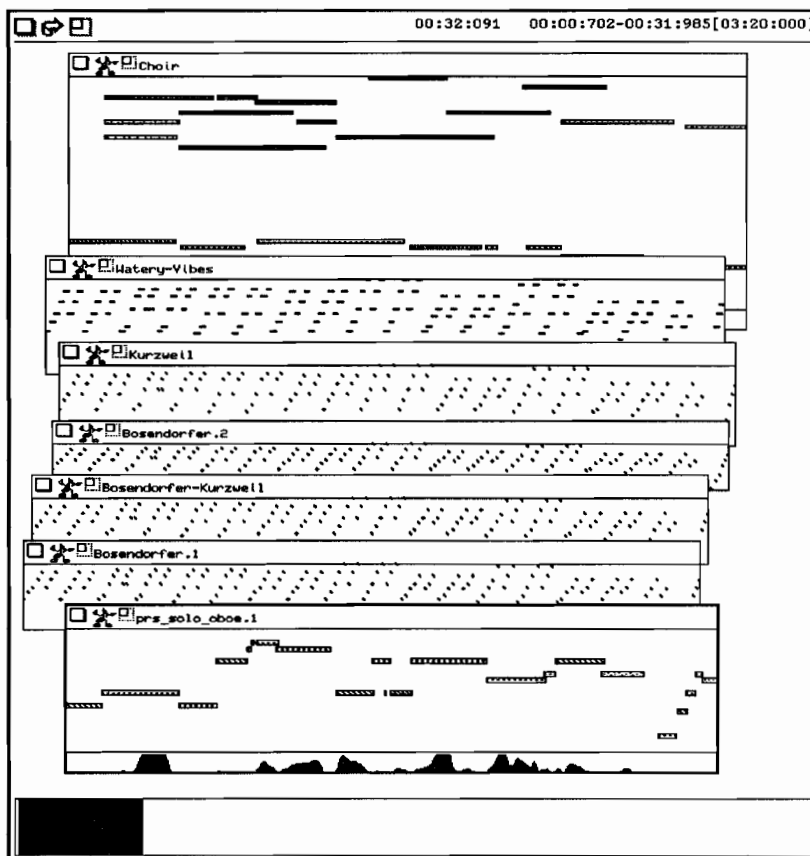 00:32:091 00:00:702-00:31:985[03:20:000]
Choir
Watery-Vibes
Kurzweil
Bosendorfer.2
Bosendorfer-Kurzweil
Bosendorfer.1
prs_solo_oboe.1